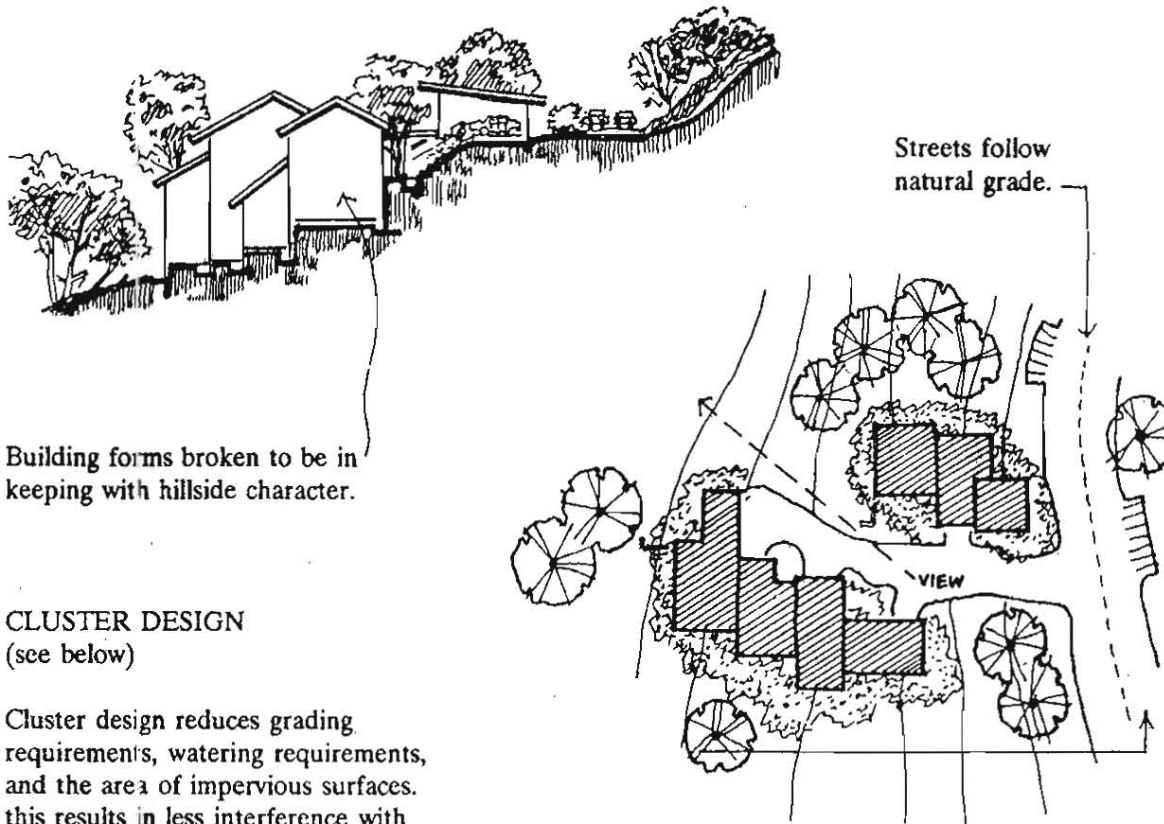 Streets follow
natural grade.
Building forms broken to be in
keeping with hillside character.
VIEW
CLUSTER DESIGN
(see below)
Cluster design reduces grading
requirements, watering requirements,
and the area of impervious surfaces.
this results in less interference with